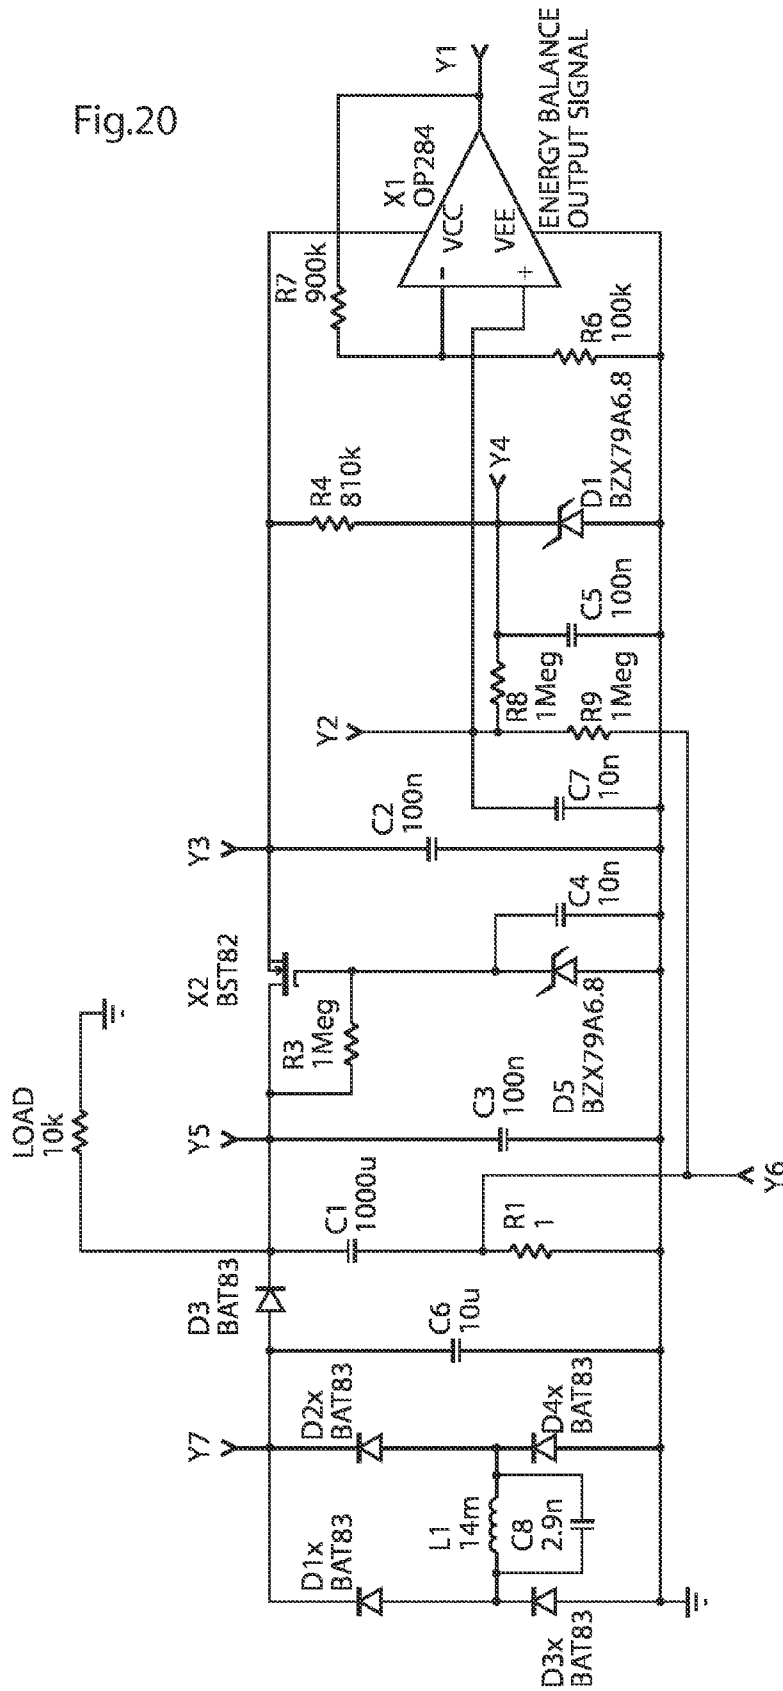 Fig.20
Y1
X1
OP284
VCC
VEE
-
+
ENERGY BALANCE
OUTPUT SIGNAL
R7
900k
R6
100k
R4
810k
Y4
D1
BZX79A6.8
C5
100n
R8
1Meg
R9
1Meg
Y2
C7
10n
C2
100n
Y3
C4
10n
X2
BST82
R3
1Meg
D5
BZX79A6.8
LOAD
10k
Y5
C3
100n
Y6
C1
1000u
R1
1
D3
BAT83
C6
10u
Y7
D2x
BAT83
D4x
BAT83
L1
14m
C8
2.9n
D1x
BAT83
D3x
BAT83